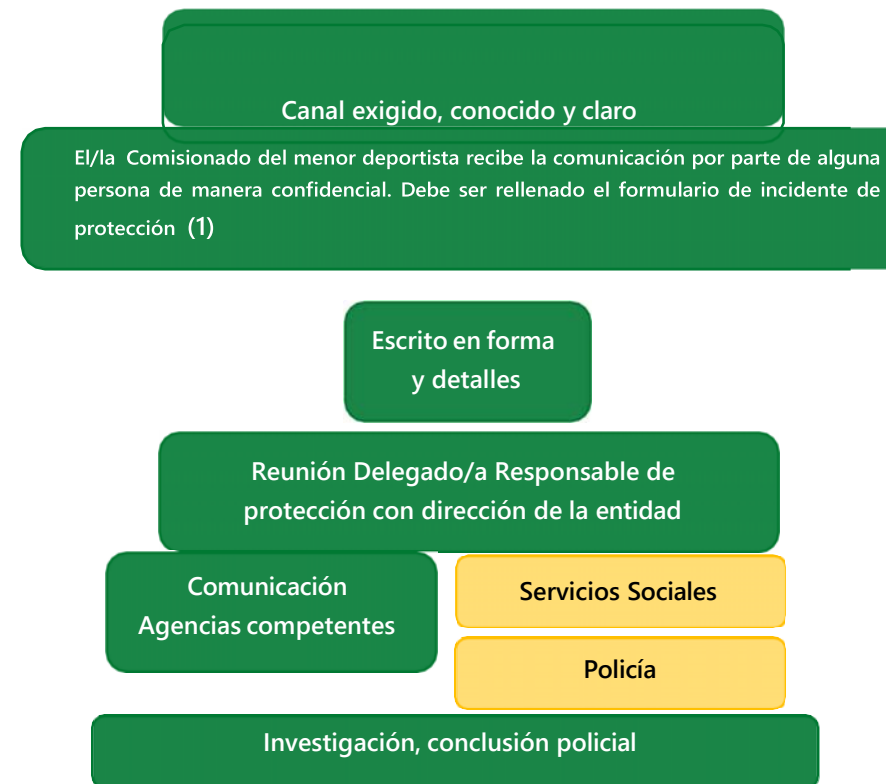 Canal exigido, conocido y claro
El/la Comisionado del menor deportista recibe la comunicación por parte de alguna
persona de manera confidencial. Debe ser rellenado el formulario de incidente de
protección (1)
Escrito en forma
y detalles
Reunión Delegado/a Responsable de
protección con dirección de la entidad
Comunicación
Agencias competentes
Servicios Sociales
Policía
Investigación, conclusión policial